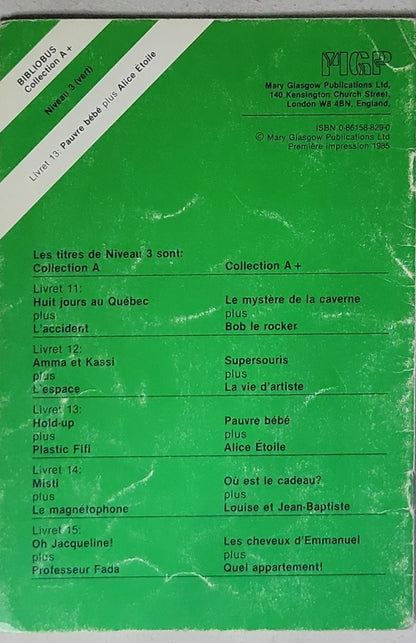 BIBLIOBUS
Collection A+
Niveau 3 (vert)
Livret 13: Pauvre bébé plus Alice Étoile
MGP
Mary Glasgow Publications Ltd,
140 Kensington Church Street,
London W8 4BN, England.
ISBN 0-86158-829-0
© Mary Glasgow Publications Ltd
Première impression 1985
Les titres de Niveau 3 sont:
Collection A Collection A+
Livret 11:
Huit jours au Québec Le mystère de la caverne
plus plus
L'accident Bob le rocker
Livret 12:
Amma et Kassi Supersouris
plus plus
L'espace La vie d'artiste
Livret 13:
Hold-up Pauvre bébé
plus plus
Plastic Fifi Alice Étoile
Livret 14:
Misti Où est le cadeau?
plus plus
Le magnétophone Louise et Jean-Baptiste
Livret 15:
Oh Jacqueline! Les cheveux d'Emmanuel
plus plus
Professeur Fada Quel appartement!